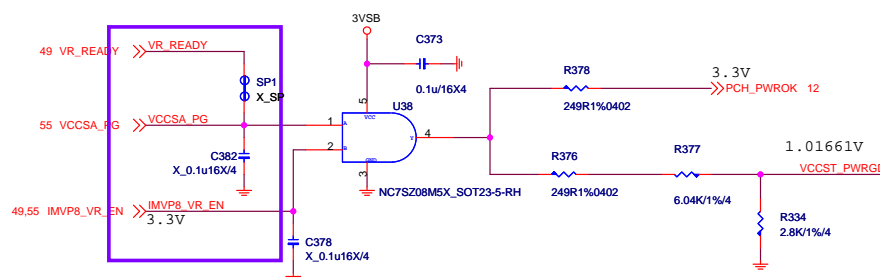 3VSB
49 VR_READY
VR_READY
C373
0.1u/16X4
SP1
X_SP
R378
249R1%0402
3.3V
PCH_PWROK 12
5
VCC
U38
55 VCCSA_PG
VCCSA_PG
1
A
4
Y
2
B
GND
3
NC7SZ08M5X_SOT23-5-RH
C382
X_0.1u16X/4
R376
249R1%0402
R377
6.04K/1%/4
1.01661V
VCCST_PWRGD
49,55 IMVP8_VR_EN
IMVP8_VR_EN
3.3V
R334
2.8K/1%/4
C378
X_0.1u16X/4